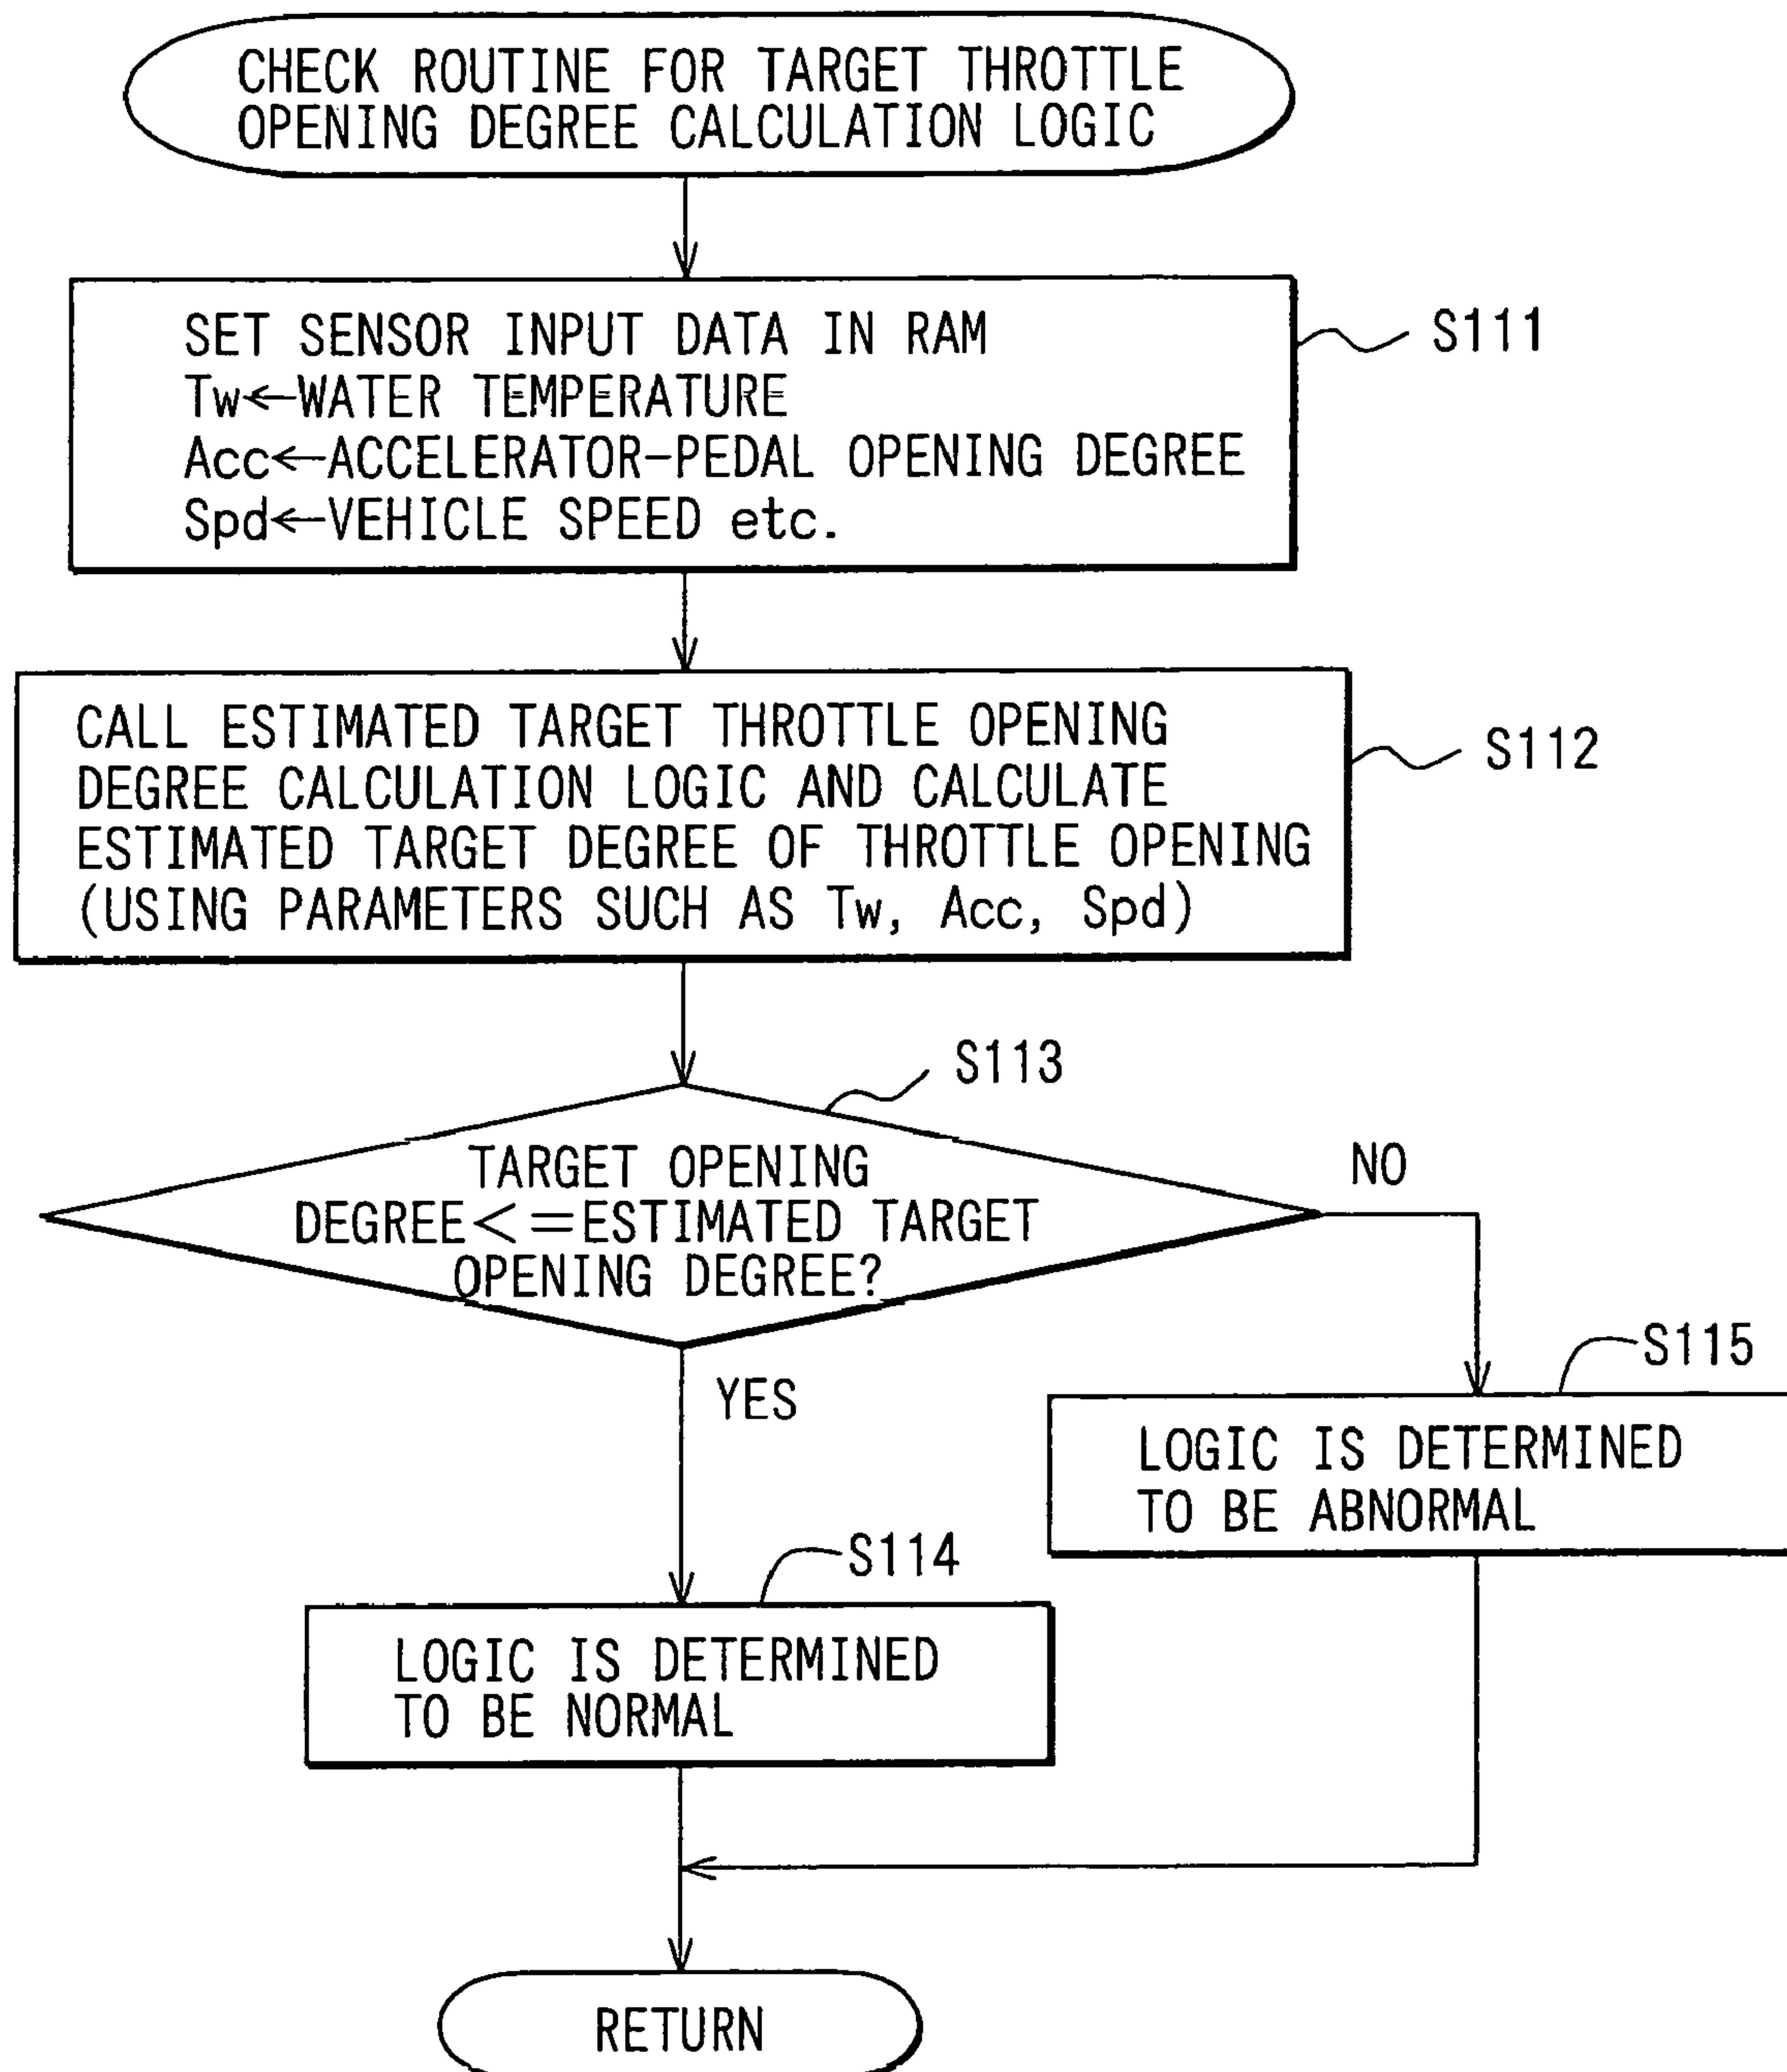 CHECK ROUTINE FOR TARGET THROTTLE
OPENING DEGREE CALCULATION LOGIC
SET SENSOR INPUT DATA IN RAM
Tw←WATER TEMPERATURE
Acc←ACCELERATOR-PEDAL OPENING DEGREE
Spd←VEHICLE SPEED etc.
S111
CALL ESTIMATED TARGET THROTTLE OPENING
DEGREE CALCULATION LOGIC AND CALCULATE
ESTIMATED TARGET DEGREE OF THROTTLE OPENING
(USING PARAMETERS SUCH AS Tw, Acc, Spd)
S112
S113
TARGET OPENING
DEGREE<=ESTIMATED TARGET
OPENING DEGREE?
NO
YES
S115
LOGIC IS DETERMINED
TO BE ABNORMAL
S114
LOGIC IS DETERMINED
TO BE NORMAL
RETURN